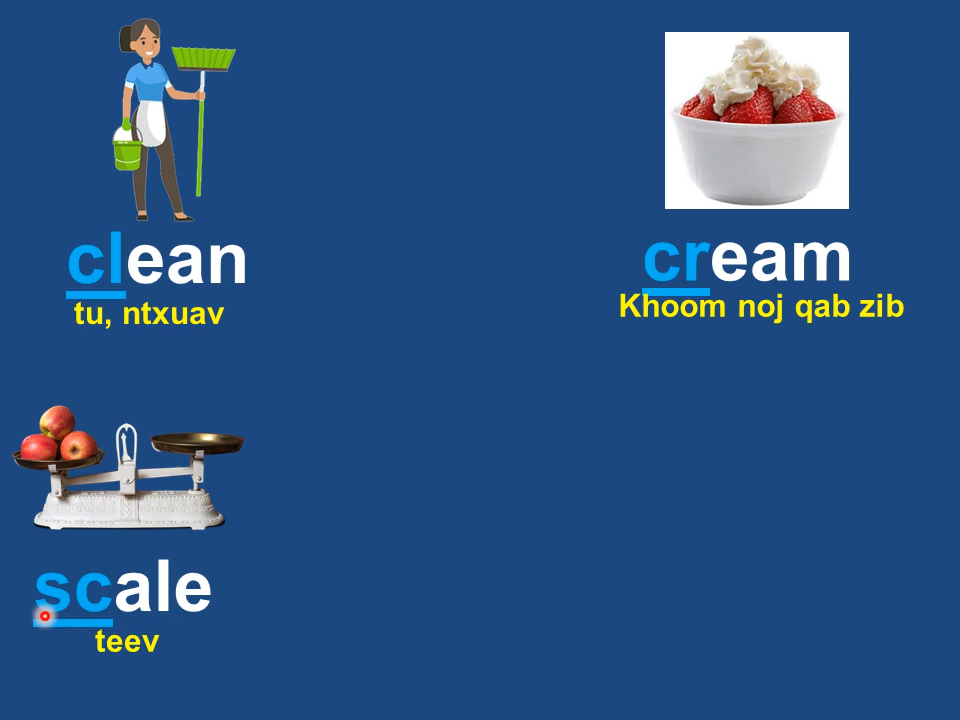 clean
tu, ntxuav
cream
Khoom noj qab zib
scale
teev